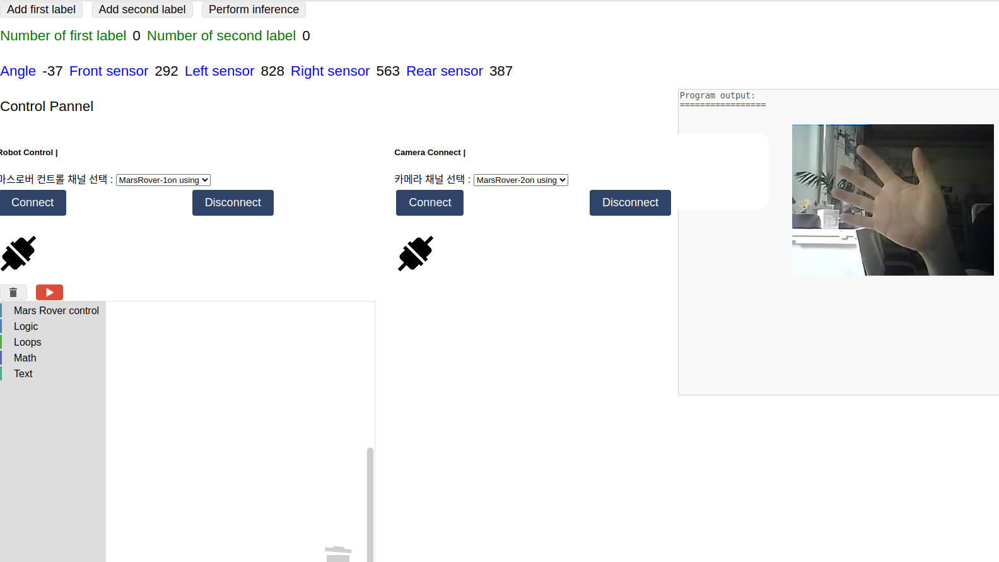 Add first label Add second label Perform inference
Number of first label 0 Number of second label 0
Angle -37 Front sensor 292 Left sensor 828 Right sensor 563 Rear sensor 387
Control Pannel
Program output:
=================
Robot Control |
Camera Connect |
마스로버 컨트롤 채널 선택 : MarsRover-1on using
카메라 채널 선택 : MarsRover-2on using
Connect Disconnect
Connect Disconnect
Mars Rover control
Logic
Loops
Math
Text